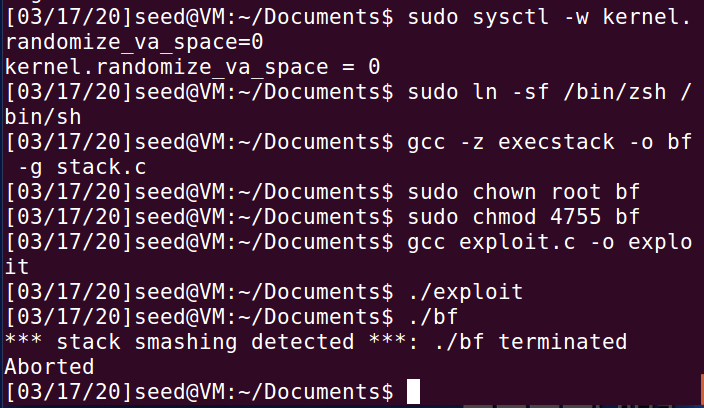 [03/17/20]seed@VM:~/Documents$ sudo sysctl -w kernel.
randomize_va_space=0
kernel.randomize_va_space = 0
[03/17/20]seed@VM:~/Documents$ sudo ln -sf /bin/zsh /
bin/sh
[03/17/20]seed@VM:~/Documents$ gcc -z execstack -o bf
 -g stack.c
[03/17/20]seed@VM:~/Documents$ sudo chown root bf
[03/17/20]seed@VM:~/Documents$ sudo chmod 4755 bf
[03/17/20]seed@VM:~/Documents$ gcc exploit.c -o explo
it
[03/17/20]seed@VM:~/Documents$ ./exploit
[03/17/20]seed@VM:~/Documents$ ./bf
*** stack smashing detected ***: ./bf terminated
Aborted
[03/17/20]seed@VM:~/Documents$